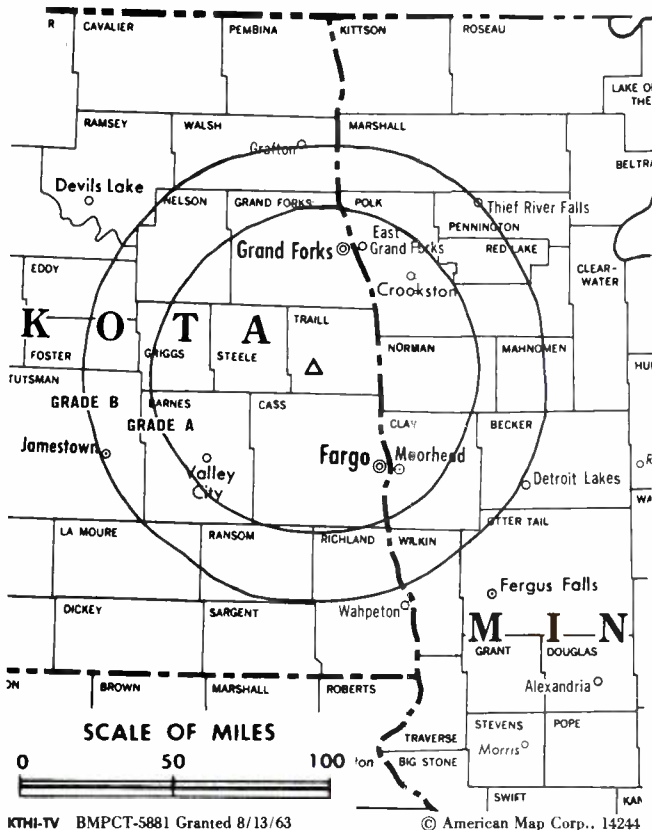 R CAVALIER PEMBINA KITTSON ROSEAU
LAKE OF
THE
RAMSEY WALSH MARSHALL
Grafton
BELTRA
Devils Lake
NELSON GRAND FORKS POLK
Thief River Falls
PENNINGTON
Grand Forks East
Grand Forks
RED LAKE
EDDY
Crookston
CLEAR-
WATER
K O T A
TRAILL
FOSTER GRIGGS STEELE
NORMAN MAHNOMEN
TUTSMAN
HU
GRADE B BARNES CASS
GRADE A
CLAY BECKER
Jamestown
Valley
City
Fargo Moorhead
R
Detroit Lakes
WA
OTTER TAIL
LA MOURE RANSOM RICHLAND WILKIN
Fergus Falls
DICKEY SARGENT Wahpeton
M I N
GRANT DOUGLAS
ON BROWN MARSHALL ROBERTS
Alexandria
SCALE OF MILES
TRAVERSE STEVENS POPE
Morris
0 50 100
ton BIG STONE
SWIFT KAN
KTHI-TV BMPCT-5881 Granted 8/13/63
© American Map Corp., 14244